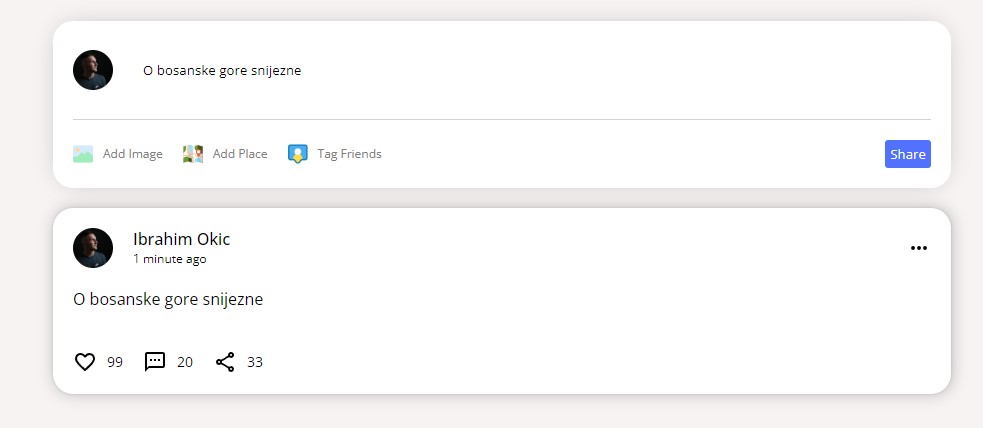 O bosanske gore snijezne
Add Image Add Place Tag Friends Share
Ibrahim Okic
1 minute ago
O bosanske gore snijezne
99 20 33